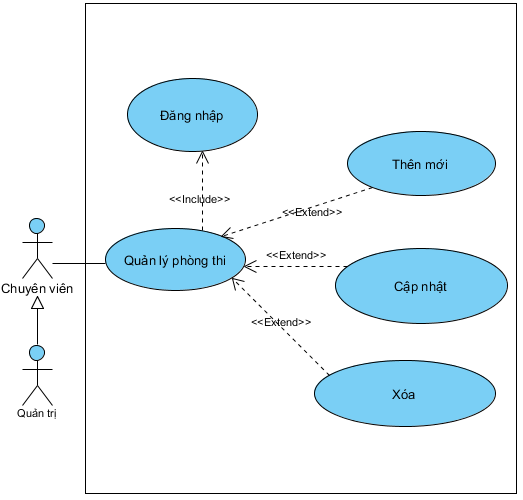 Đăng nhập
Thên mới
<<Include>>
<<Extend>>
Quản lý phòng thi
<<Extend>>
Chuyên viên
Cập nhật
<<Extend>>
Xóa
Quản trị